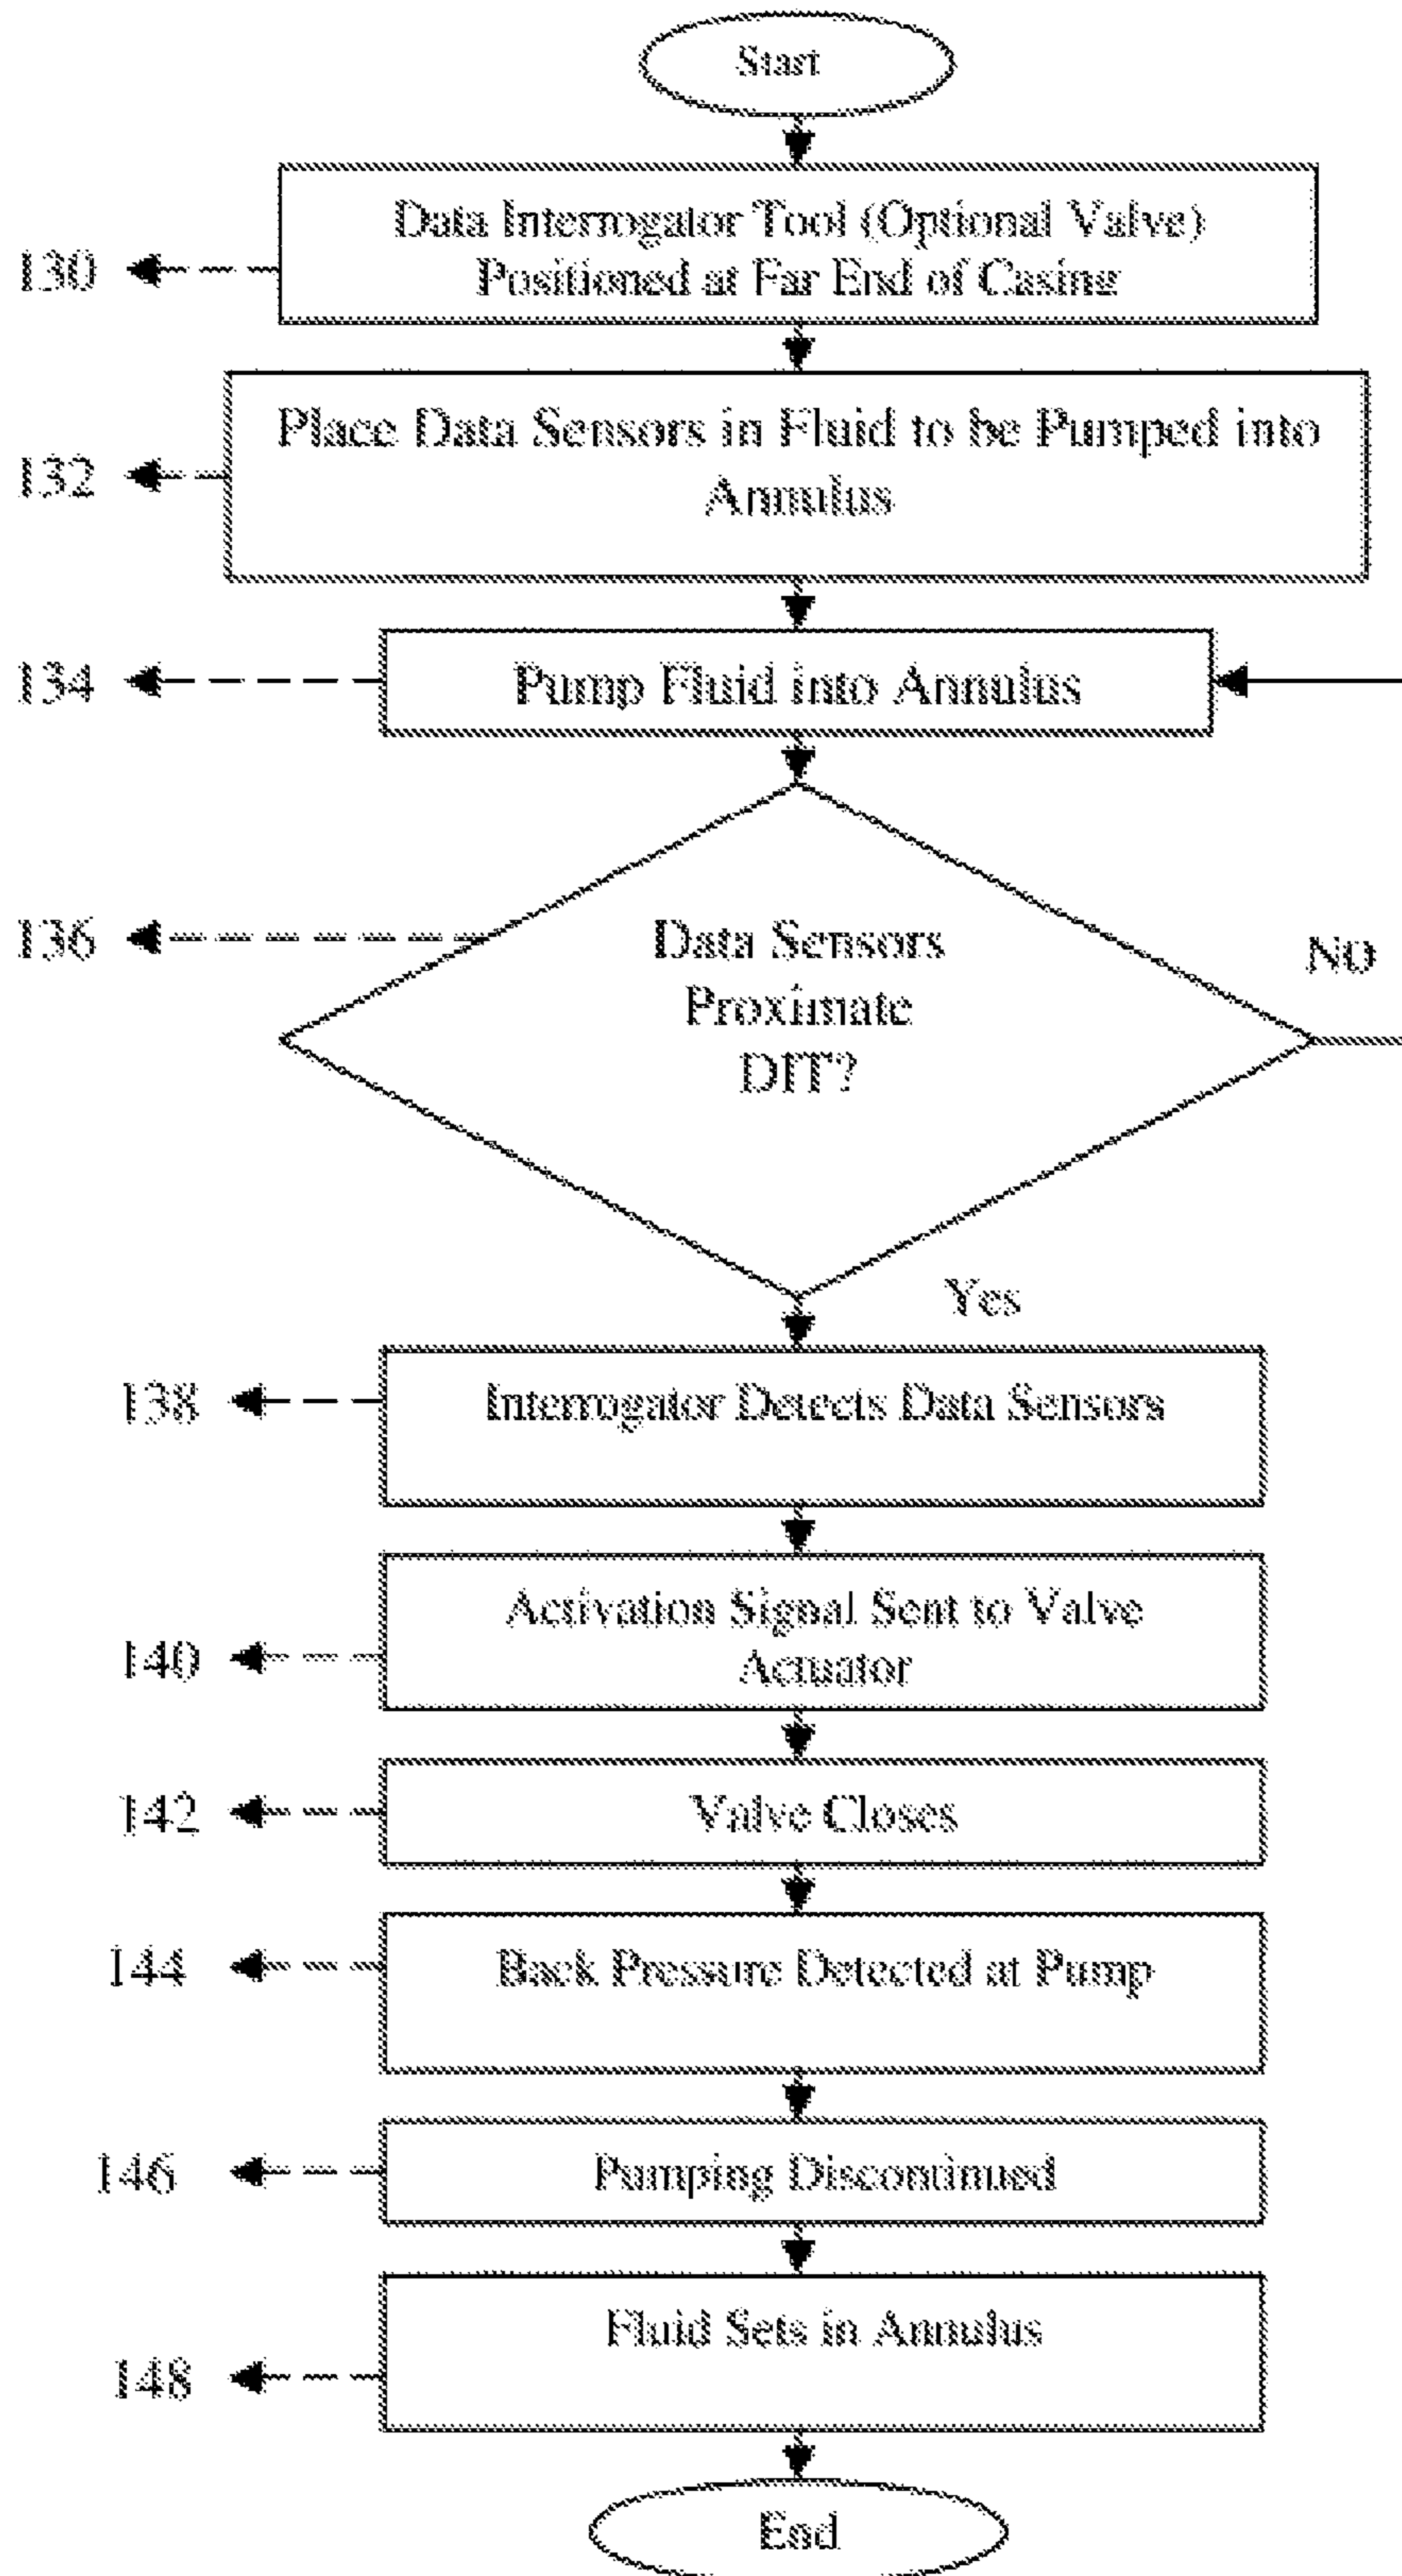 Start
Data Interrogator Tool (Optional Valve)
Positioned at Far End of Casing
130
Place Data Sensors in Fluid to be Pumped into
Annulus
132
Pump Fluid into Annulus
134
Data Sensors
Proximate
DIT?
136
NO
Yes
Interrogator Detects Data Sensors
138
Activation Signal Sent to Valve
Actuator
140
Valve Closes
142
Back Pressure Detected at Pump
144
Pumping Discontinued
146
Fluid Sets in Annulus
148
End